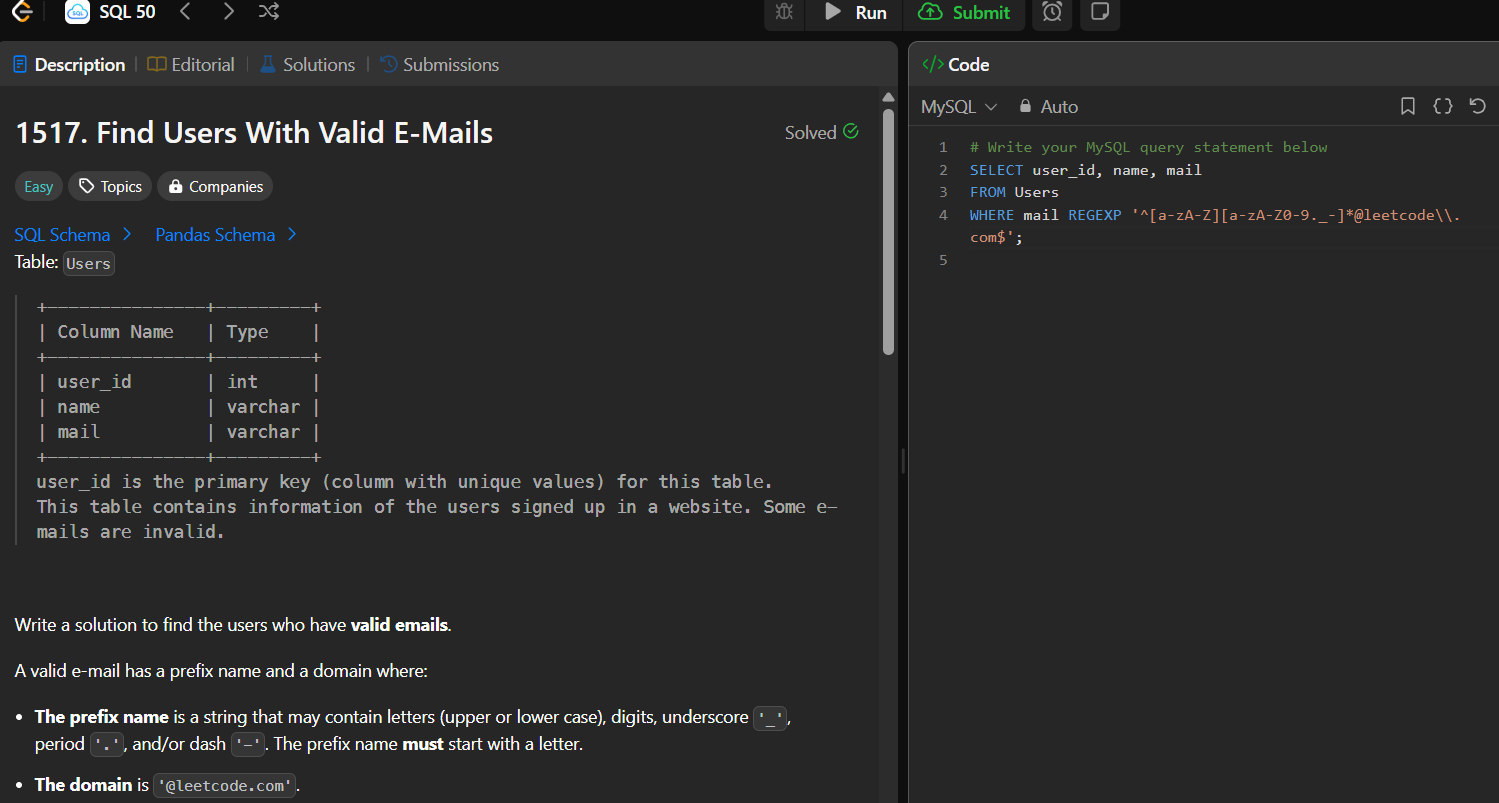 SQL 50
Run
Submit
Description
Editorial
Solutions
Submissions
1517. Find Users With Valid E-Mails
Solved
Easy
Topics
Companies
SQL Schema
Pandas Schema
Table: Users
+---------------+---------+
| Column Name   | Type    |
+---------------+---------+
| user_id       | int     |
| name          | varchar |
| mail          | varchar |
+---------------+---------+
user_id is the primary key (column with unique values) for this table.
This table contains information of the users signed up in a website. Some e-
mails are invalid.
Write a solution to find the users who have valid emails.
A valid e-mail has a prefix name and a domain where:
• The prefix name is a string that may contain letters (upper or lower case), digits, underscore '_',
period '.', and/or dash '-'. The prefix name must start with a letter.
• The domain is '@leetcode.com'.
</> Code
MySQL
Auto
1 # Write your MySQL query statement below
2 SELECT user_id, name, mail
3 FROM Users
4 WHERE mail REGEXP '^[a-zA-Z][a-zA-Z0-9._-]*@leetcode\\.
com$';
5